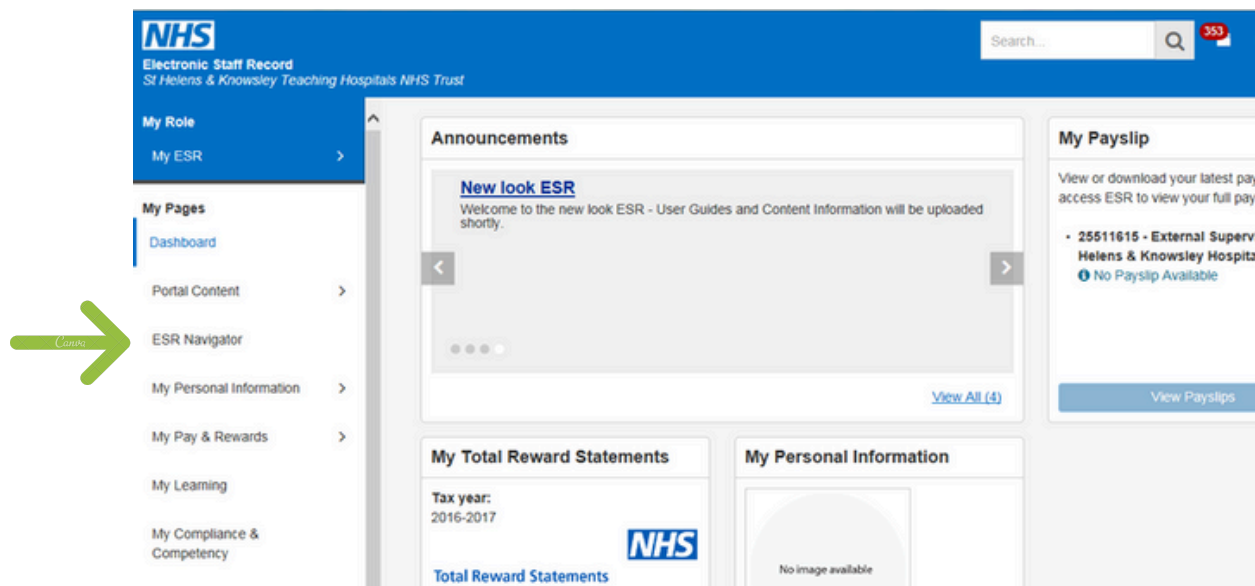 NHS
Electronic Staff Record
St Helens & Knowsley Teaching Hospitals NHS Trust
Search...
353
My Role
My ESR
My Pages
Dashboard
Portal Content
ESR Navigator
My Personal Information
My Pay & Rewards
My Learning
My Compliance &
Competency
Canva
Announcements
New look ESR
Welcome to the new look ESR - User Guides and Content Information will be uploaded
shortly.
View All (4)
My Payslip
View or download your latest pay
access ESR to view your full pay
25511615 - External Superv
Helens & Knowsley Hospita
No Payslip Available
View Payslips
My Total Reward Statements
Tax year:
2016-2017
NHS
Total Reward Statements
My Personal Information
No image available